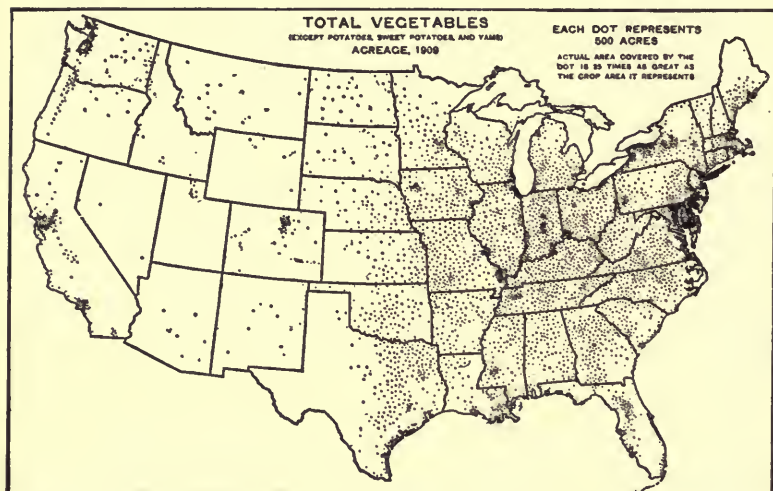 TOTAL VEGETABLES
(EXCEPT POTATOES, SWEET POTATOES, AND YAMS)
ACREAGE, 1909
EACH DOT REPRESENTS
500 ACRES
ACTUAL AREA COVERED BY THE
DOT IS 35 TIMES AS GREAT AS
THE CROP AREA IT REPRESENTS